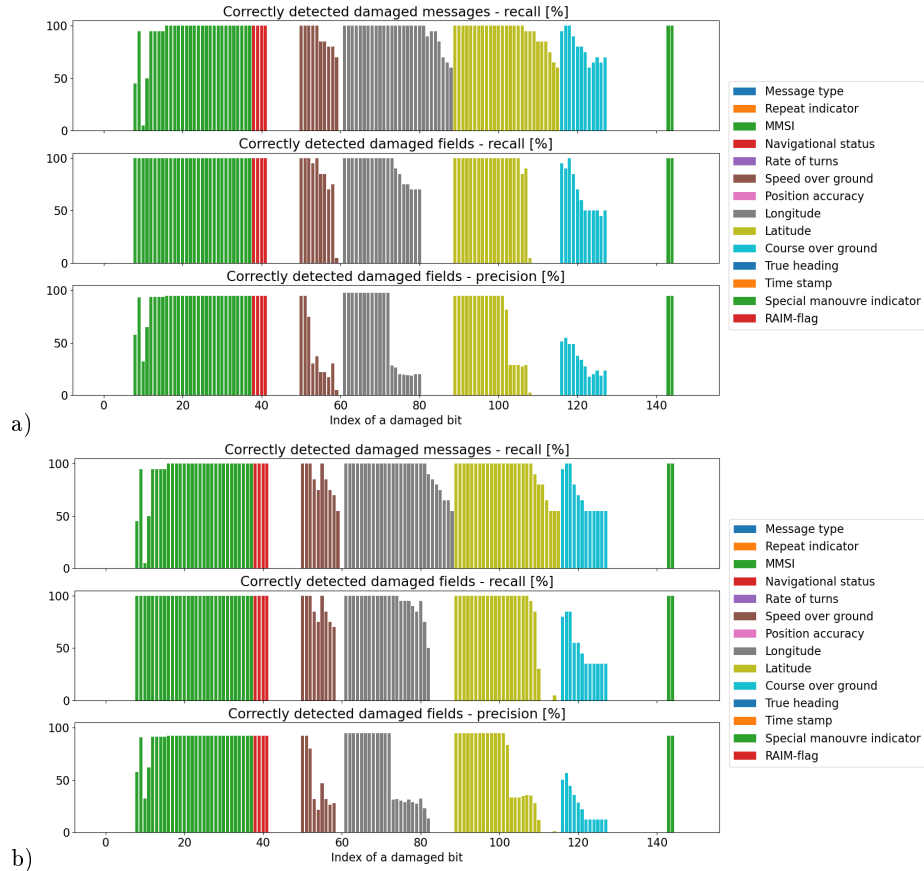 Correctly detected damaged messages - recall [%]
100
50
0
Correctly detected damaged fields - recall [%]
100
50
0
Correctly detected damaged fields - precision [%]
100
50
0
0 20 40 60 80 100 120 140
Index of a damaged bit
Message type
Repeat indicator
MMSI
Navigational status
Rate of turns
Speed over ground
Position accuracy
Longitude
Latitude
Course over ground
True heading
Time stamp
Special manouvre indicator
RAIM-flag
a)
Correctly detected damaged messages - recall [%]
100
50
0
Correctly detected damaged fields - recall [%]
100
50
0
Correctly detected damaged fields - precision [%]
100
50
0
0 20 40 60 80 100 120 140
Index of a damaged bit
Message type
Repeat indicator
MMSI
Navigational status
Rate of turns
Speed over ground
Position accuracy
Longitude
Latitude
Course over ground
True heading
Time stamp
Special manouvre indicator
RAIM-flag
b)